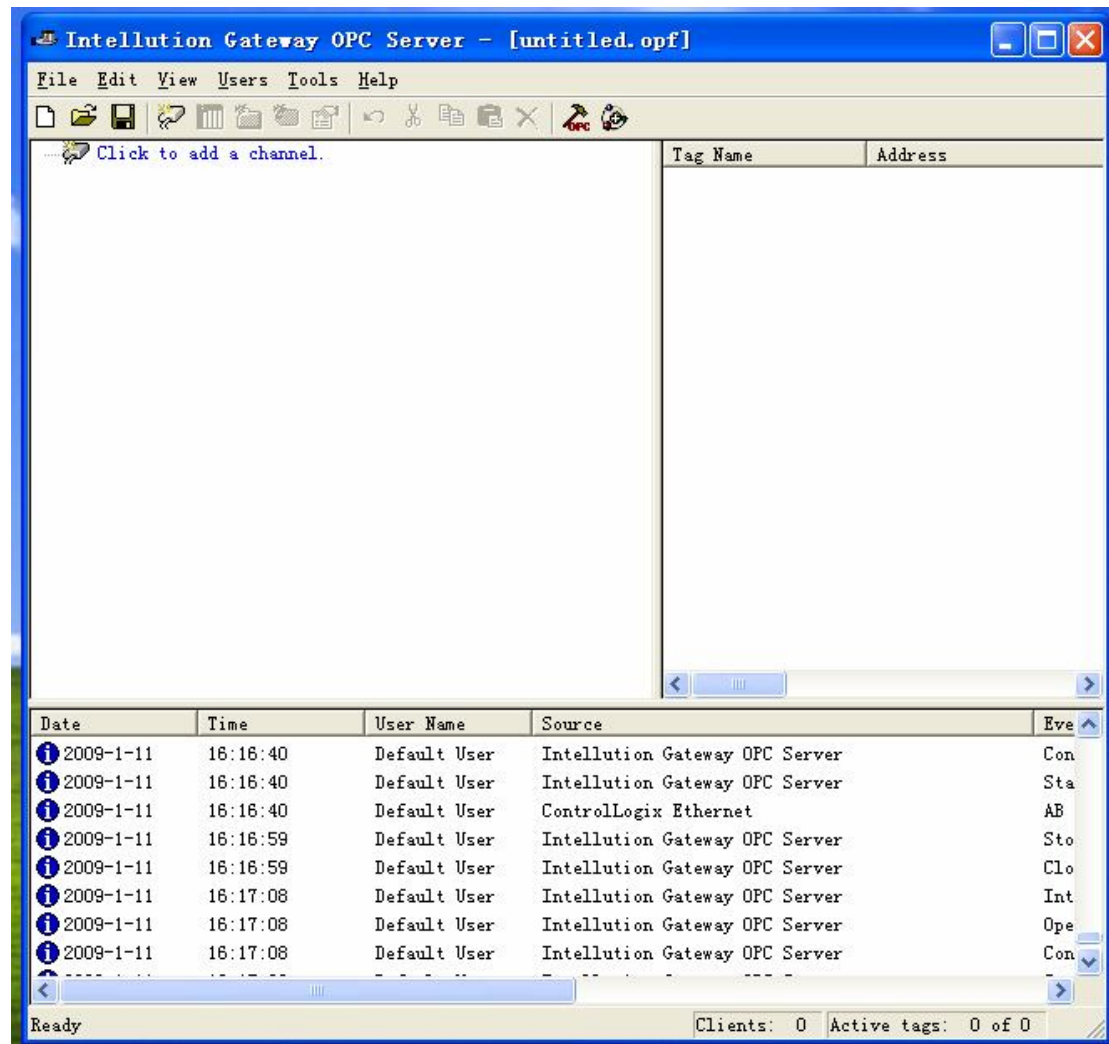 Intellution Gateway OPC Server - [untitled.opf]
File Edit View Users Tools Help
OPC
Click to add a channel.
Tag Name Address
Date Time User Name Source Eve
2009-1-11 16:16:40 Default User Intellution Gateway OPC Server Con
2009-1-11 16:16:40 Default User Intellution Gateway OPC Server Sta
2009-1-11 16:16:40 Default User ControlLogix Ethernet AB
2009-1-11 16:16:59 Default User Intellution Gateway OPC Server Sto
2009-1-11 16:16:59 Default User Intellution Gateway OPC Server Clo
2009-1-11 16:17:08 Default User Intellution Gateway OPC Server Int
2009-1-11 16:17:08 Default User Intellution Gateway OPC Server Ope
2009-1-11 16:17:08 Default User Intellution Gateway OPC Server Con
Ready Clients: 0 Active tags: 0 of 0